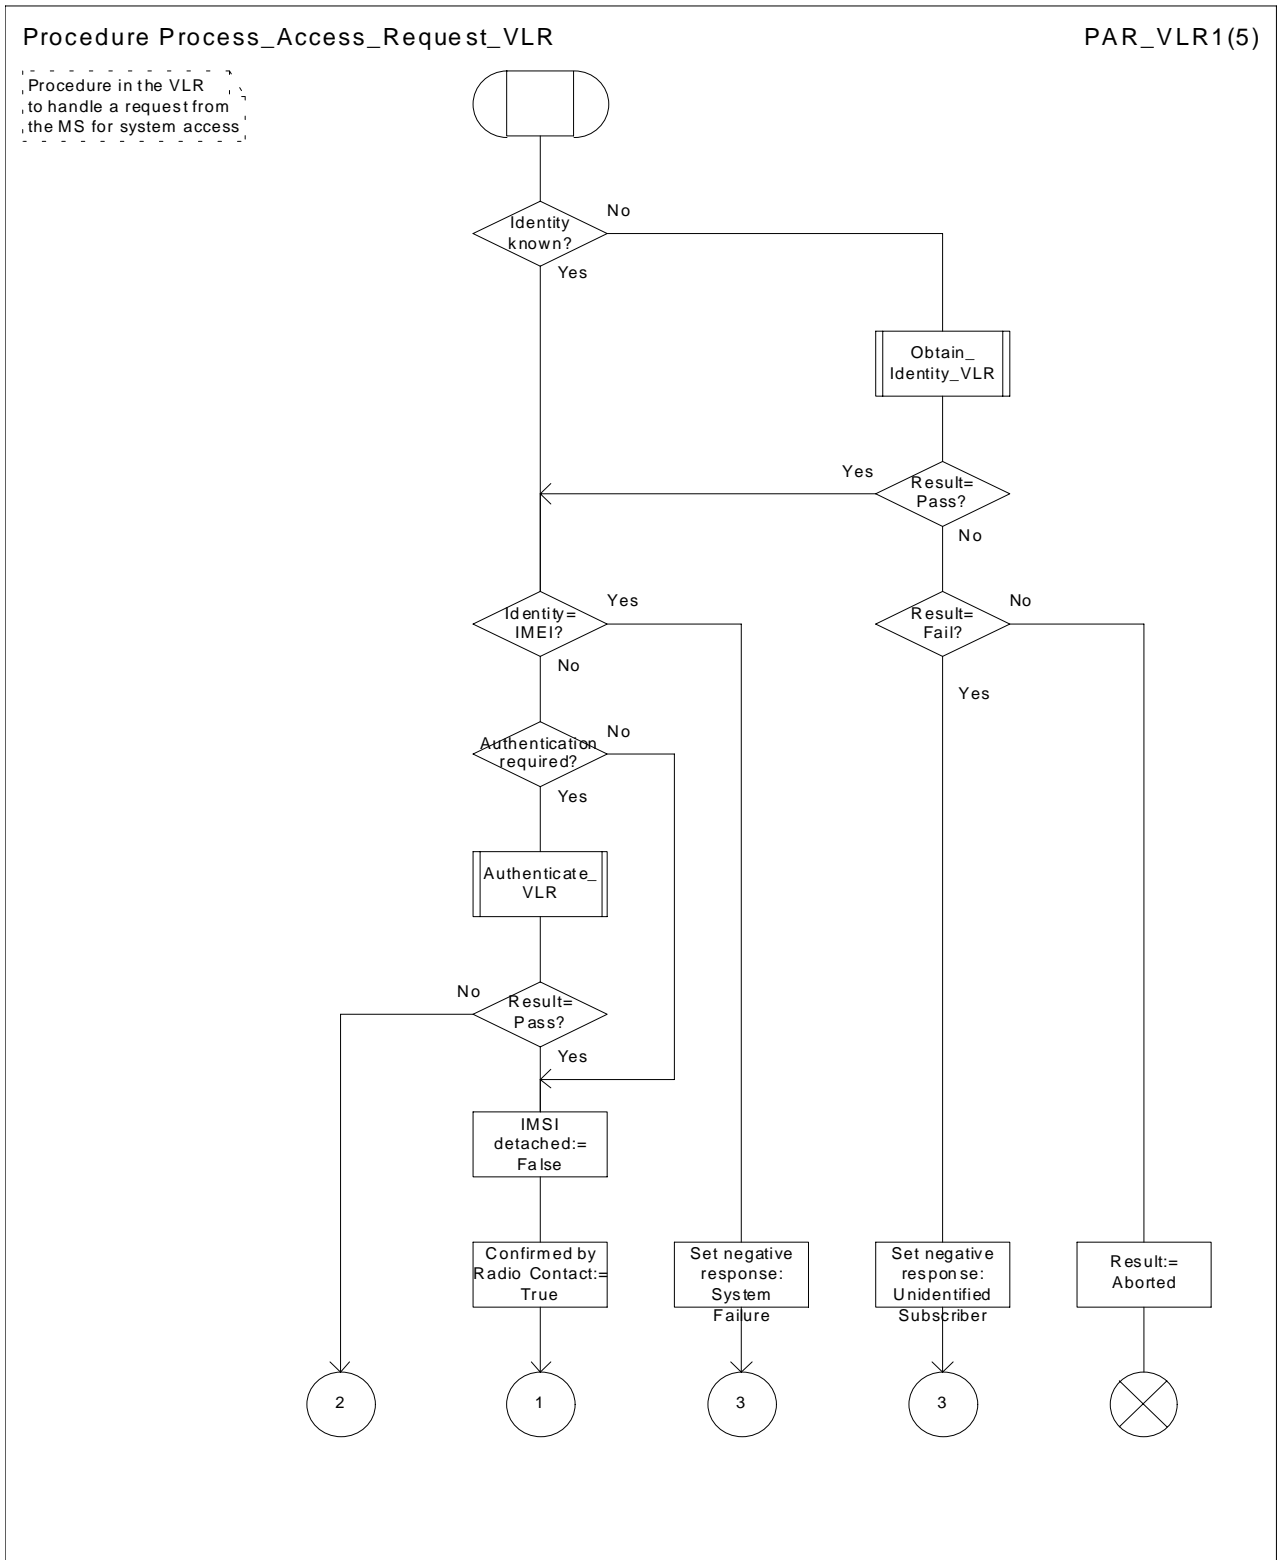 Procedure Process_Access_Request_VLR
PAR_VLR1(5)
Procedure in the VLR
to handle a request from
the MS for system access
Identity
known?
No
Yes
Obtain_
Identity_VLR
Yes
Result=
Pass?
No
Identity=
IMEI?
Yes
No
Result=
Fail?
No
Yes
Authentication
required?
No
Yes
Authenticate_
VLR
No
Result=
Pass?
Yes
IMSI
detached:=
False
Confirmed by
Radio Contact:=
True
Set negative
response:
System
Failure
Set negative
response:
Unidentified
Subscriber
Result:=
Aborted
2
1
3
3